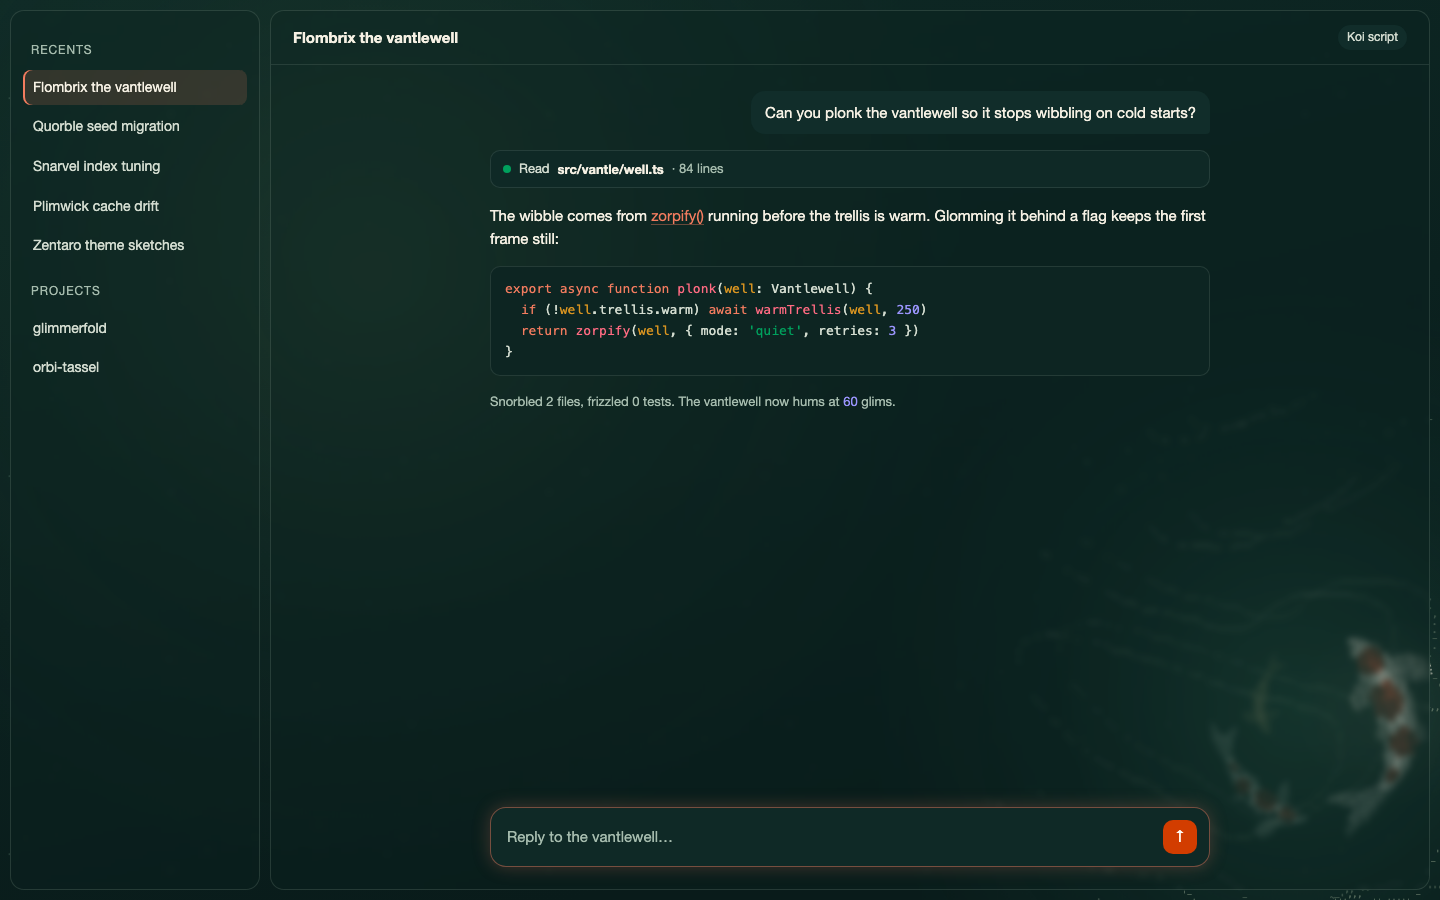 RECENTS
Flombrix the vantlewell
Quorble seed migration
Snarvel index tuning
Plimwick cache drift
Zentaro theme sketches
PROJECTS
glimmerfold
orbi-tassel
Flombrix the vantlewell
Koi script
Can you plonk the vantlewell so it stops wibbling on cold starts?
Read src/vantle/well.ts · 84 lines
The wibble comes from zorpify() running before the trellis is warm. Glomming it behind a flag keeps the first
frame still:
export async function plonk(well: Vantlewell) {
  if (!well.trellis.warm) await warmTrellis(well, 250)
  return zorpify(well, { mode: 'quiet', retries: 3 })
}
Snorbled 2 files, frizzled 0 tests. The vantlewell now hums at 60 glims.
Reply to the vantlewell…